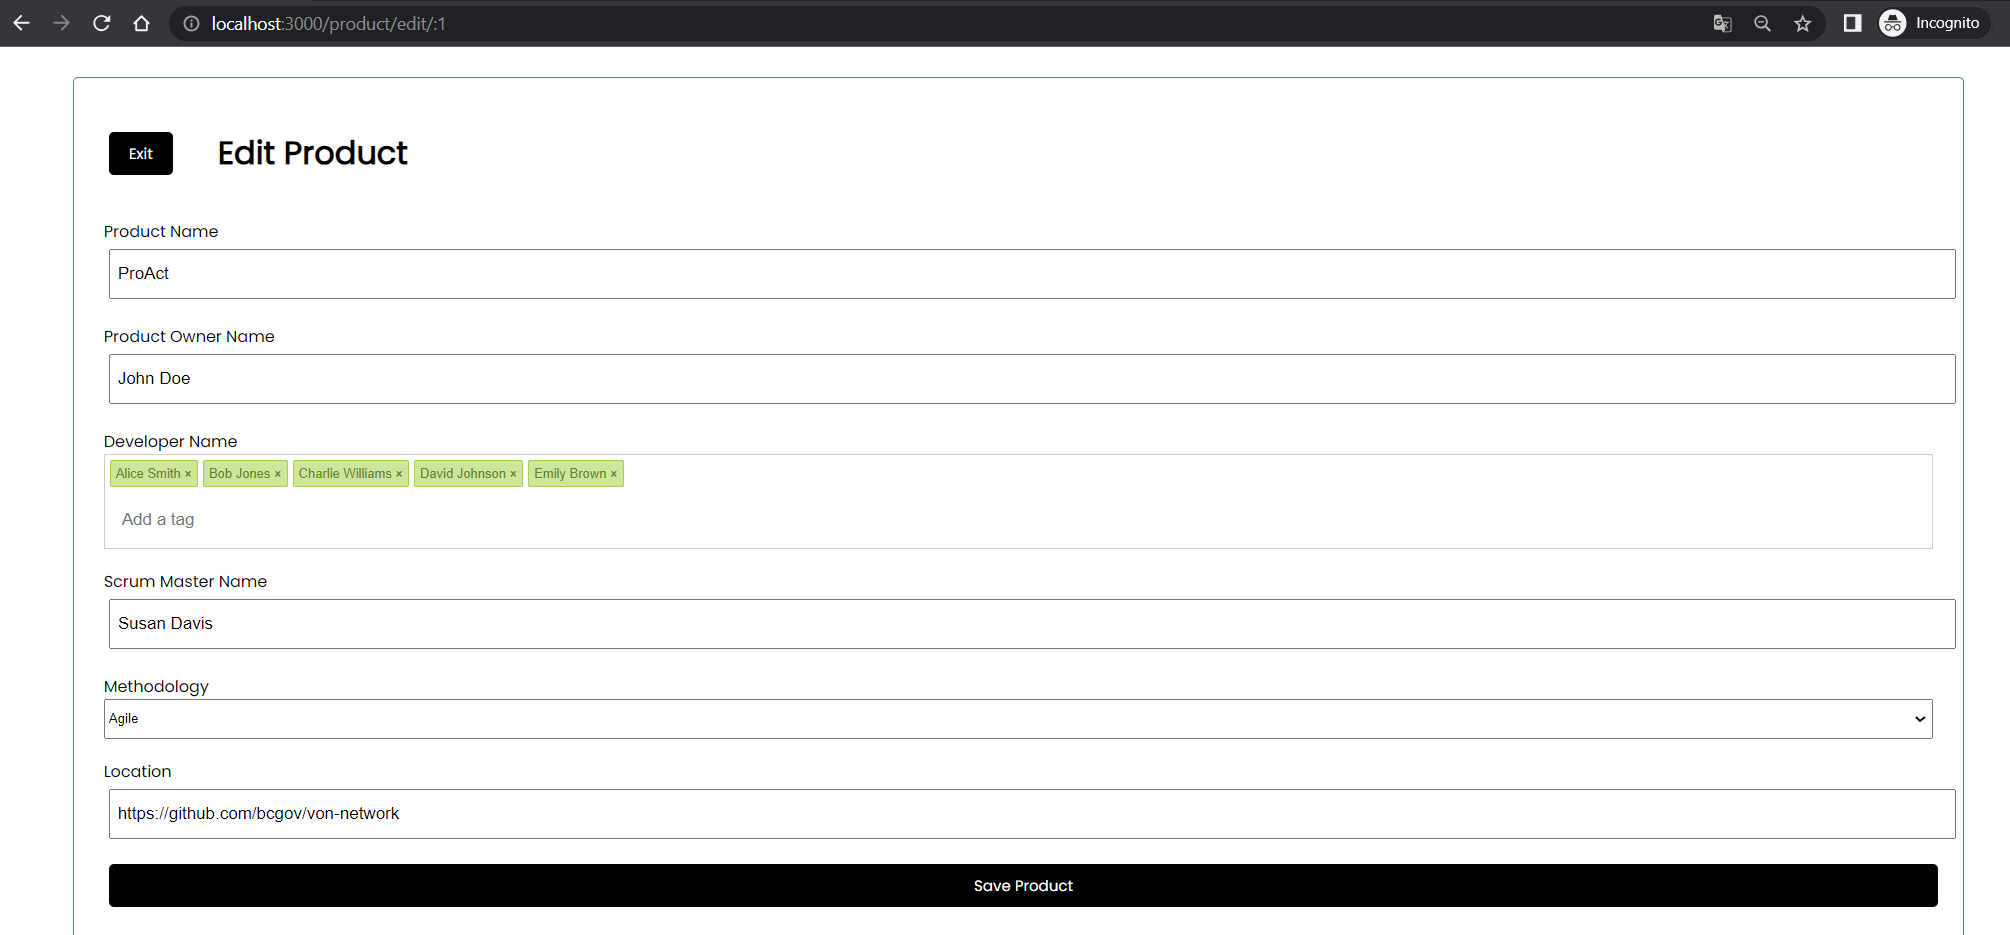 localhost:3000/product/edit/:1
Incognito
Exit
Edit Product
Product Name
ProAct
Product Owner Name
John Doe
Developer Name
Alice Smith × Bob Jones × Charlie Williams × David Johnson × Emily Brown ×
Add a tag
Scrum Master Name
Susan Davis
Methodology
Agile
Location
https://github.com/bcgov/von-network
Save Product